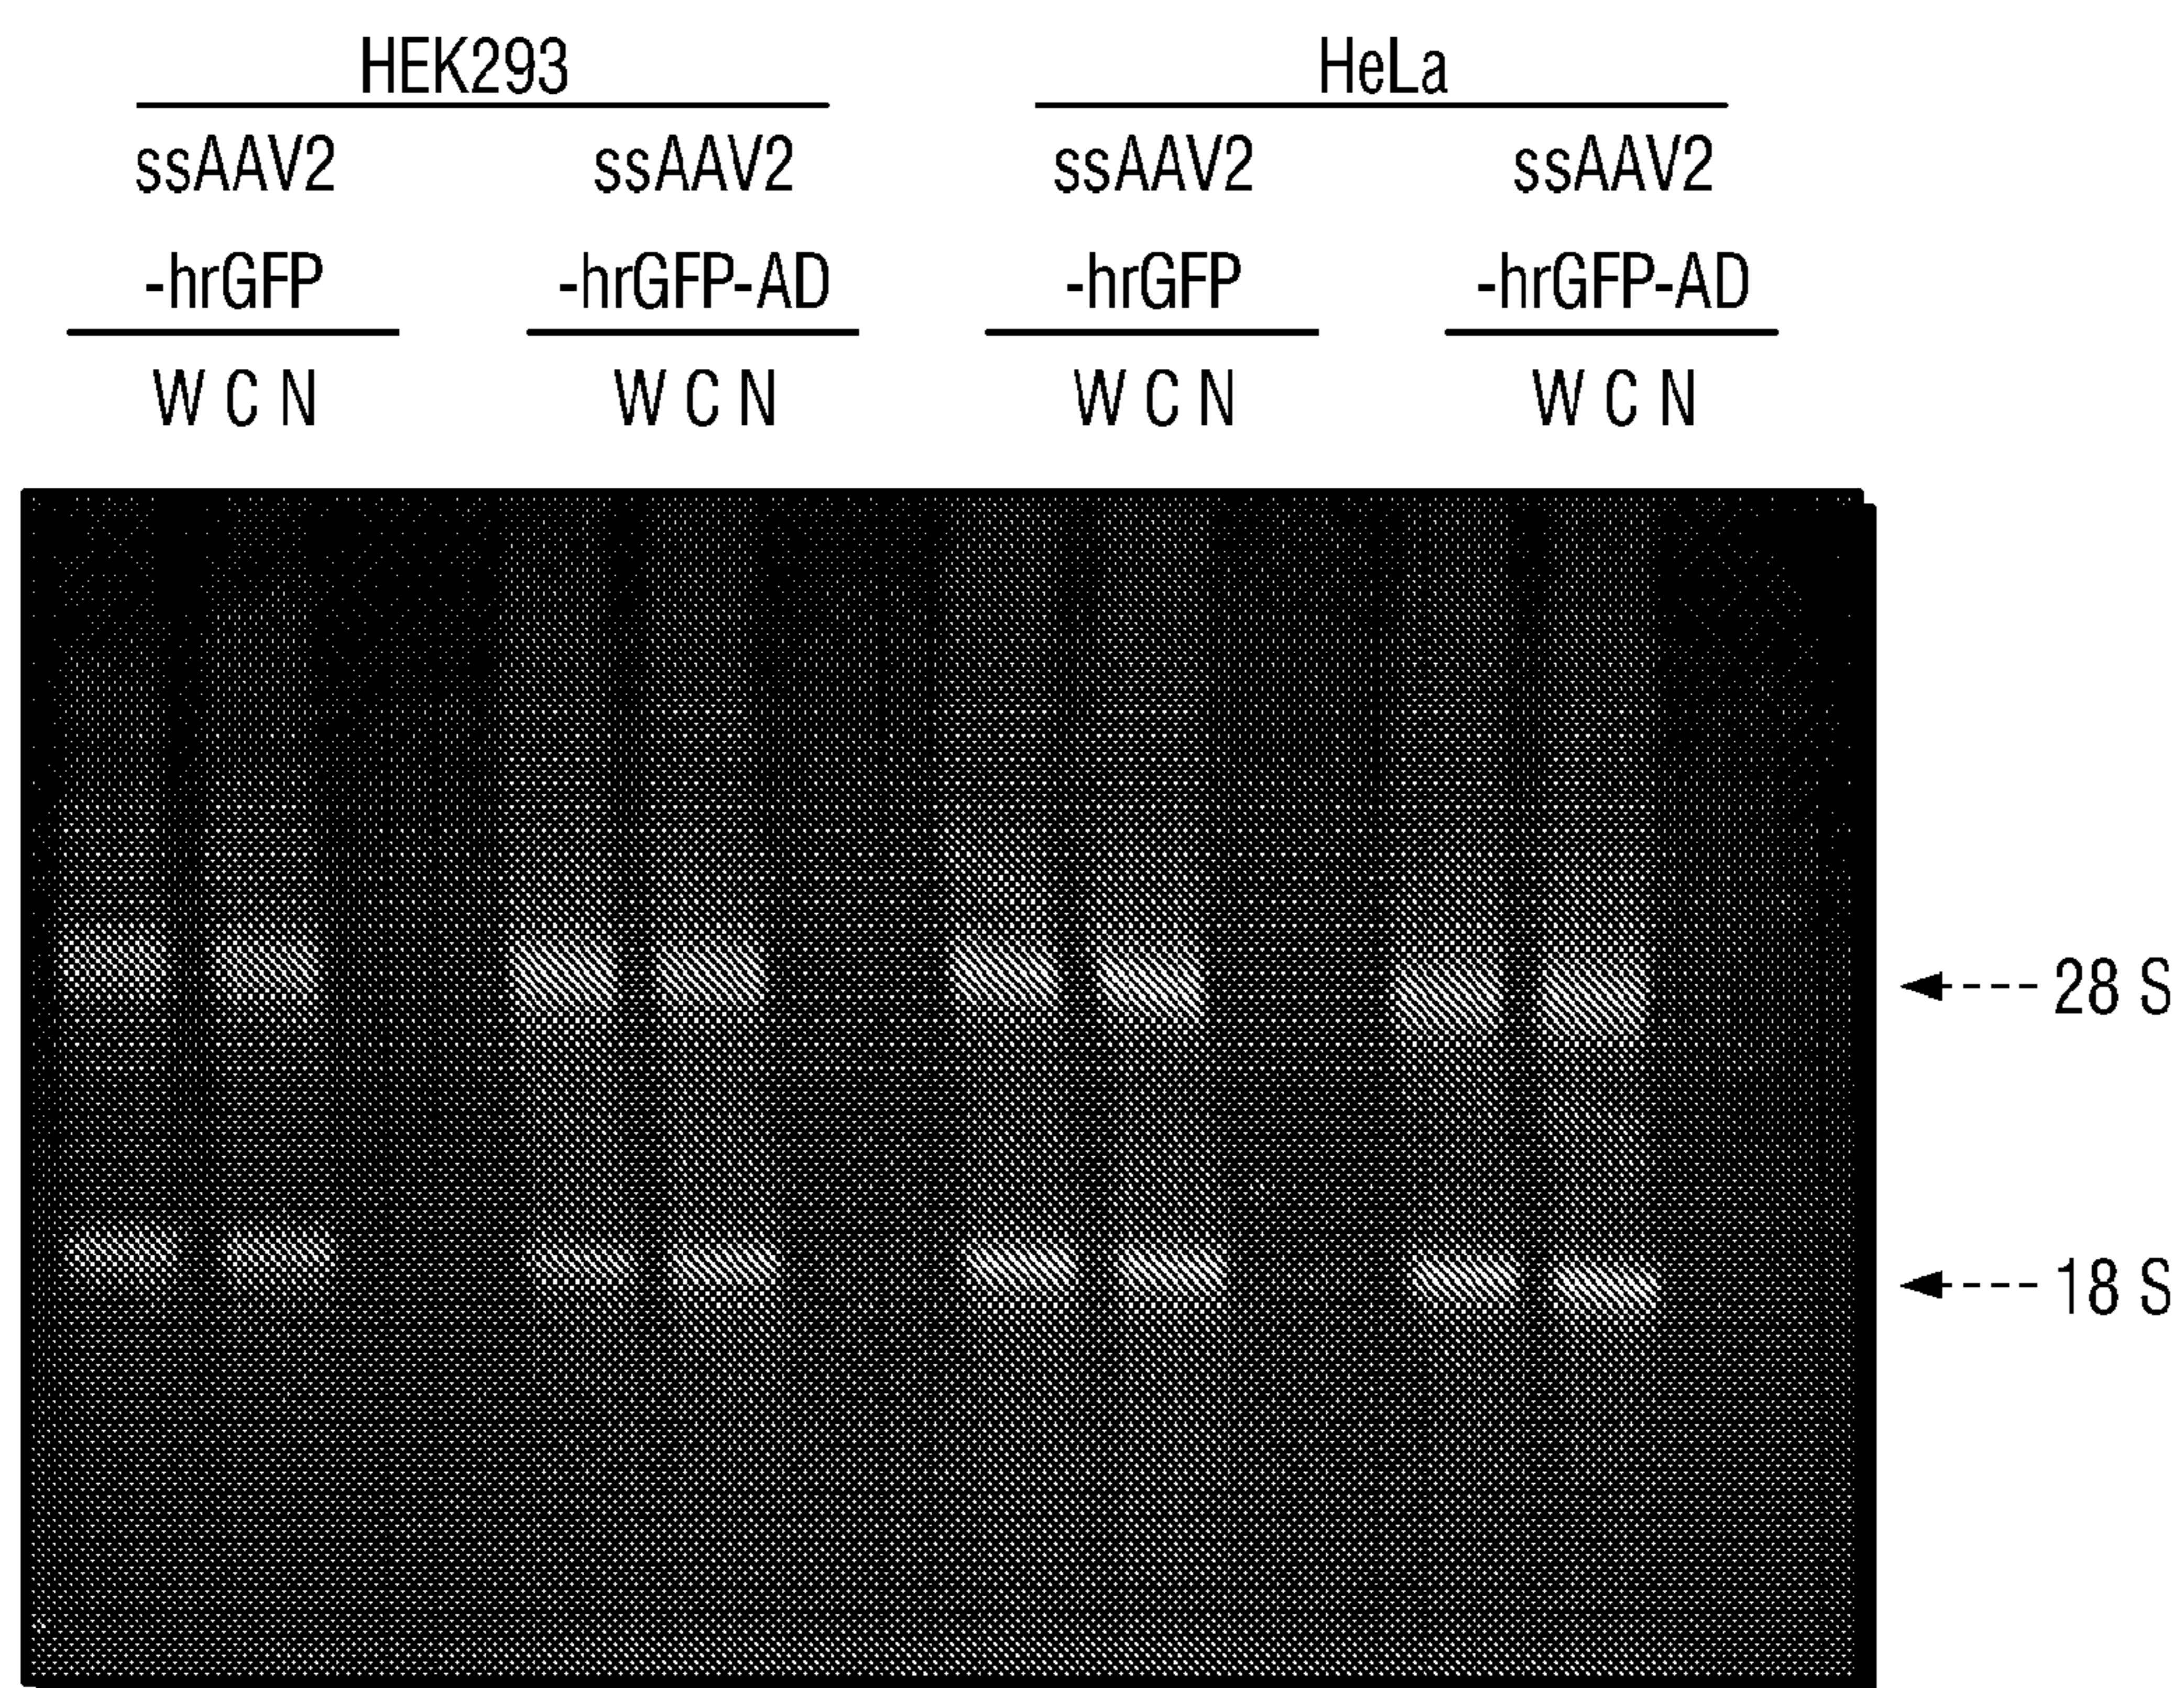 HEK293 HeLa
ssAAV2 ssAAV2 ssAAV2 ssAAV2
-hrGFP -hrGFP-AD -hrGFP -hrGFP-AD
W C N W C N W C N W C N
28 S
18 S